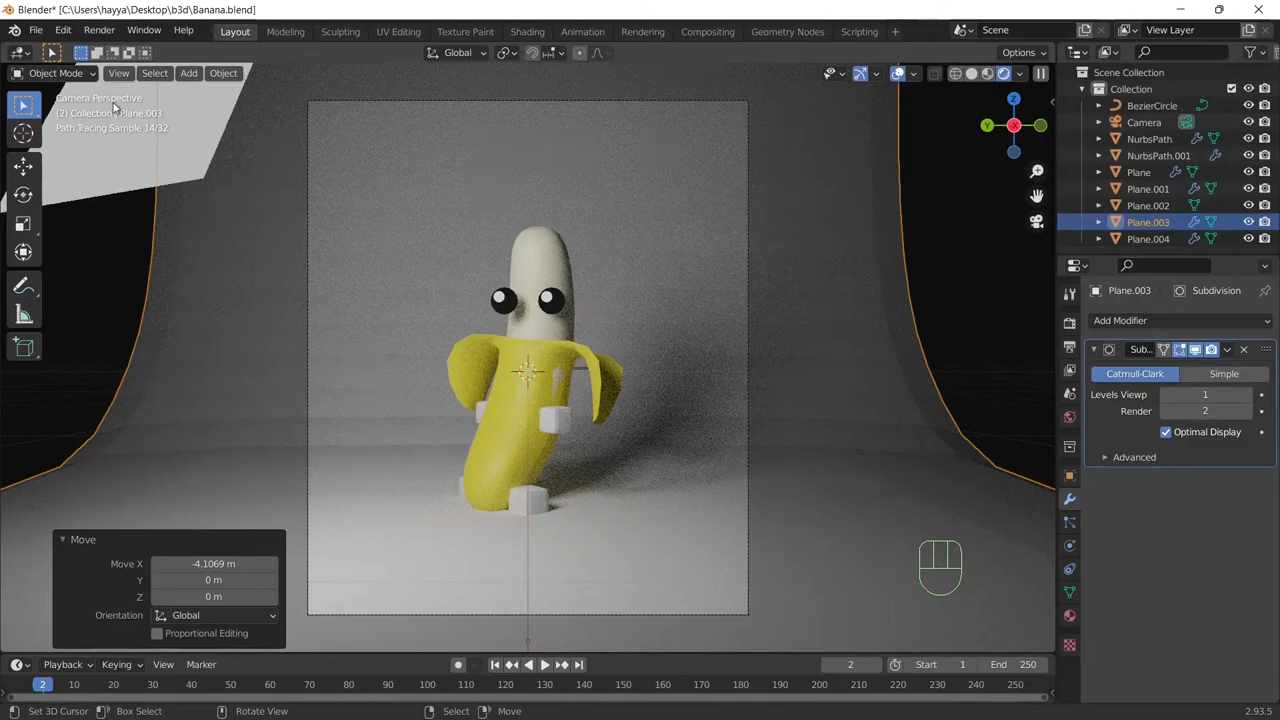 Blender* [C:\Users\hayya\Desktop\b3d\Banana.blend]
File Edit Render Window Help Layout Modeling Sculpting UV Editing Texture Paint Shading Animation Rendering Compositing Geometry Nodes Scripting + Scene View Layer
Global Options
Object Mode View Select Add Object
Camera Perspective
(2) Collection | Plane.003
Path Tracing Sample 14/32
Z
Y
X
Scene Collection
Collection
BezierCircle
Camera
NurbsPath
NurbsPath.001
Plane
Plane.001
Plane.002
Plane.003
Plane.004
Plane.003 Subdivision
Add Modifier
Sub..
Catmull-Clark Simple
Levels Viewp 1
Render 2
Optimal Display
Advanced
Move
Move X -4.1069 m
Y 0 m
Z 0 m
Orientation Global
Proportional Editing
Playback Keying View Marker 2 Start 1 End 250
2 10 20 30 40 50 60 70 80 90 100 110 120 130 140 150 160 170 180 190 200 210 220 230 240 250
Set 3D Cursor Box Select Rotate View Select Move 2.93.5